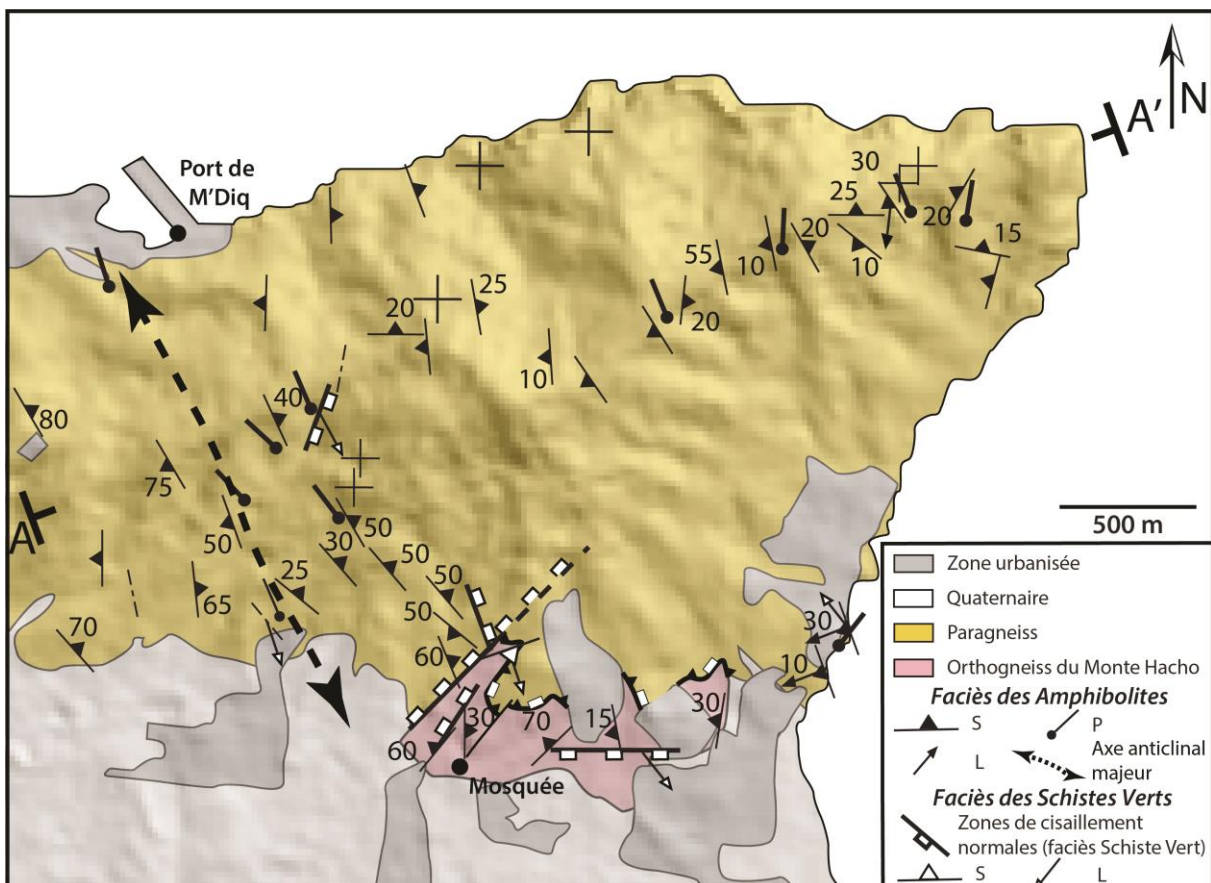 A' N
Port de
M'Diq
30
25
20
20
15
10
10
55
25
20
20
10
40
80
75
A
50
50
30
50
50
25
65
50
70
60
30
10
500 m
30
70
15
30
60
Mosquée
Zone urbanisée
Quaternaire
Paragneiss
Orthogneiss du Monte Hacho
Faciès des Amphibolites
S P
L Axe anticlinal
majeur
Faciès des Schistes Verts
Zones de cisaillement
normales (faciès Schiste Vert)
S L